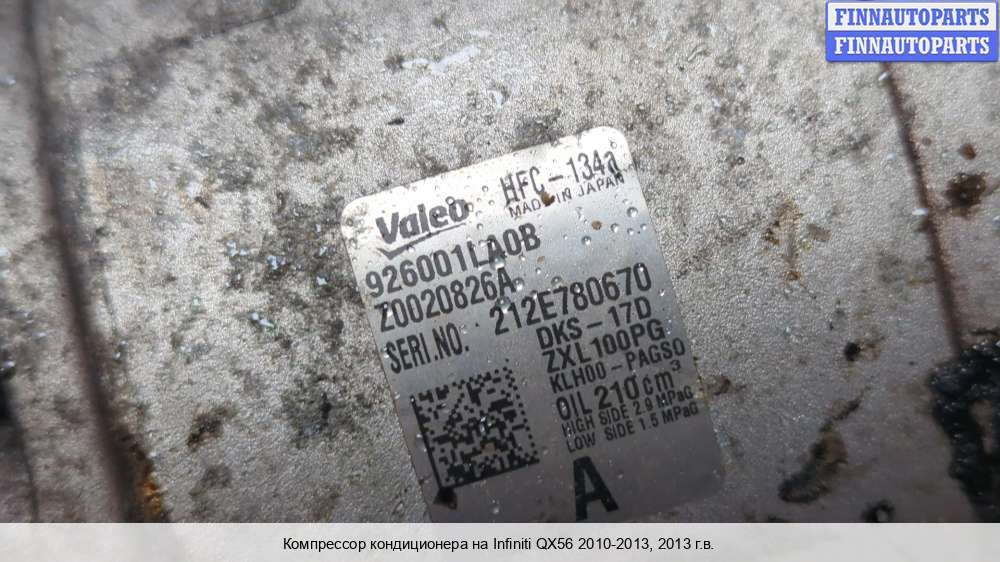 FINNAUTOPARTS
FINNAUTOPARTS
Valeo HFC-134a
MADE IN JAPAN
926001LA0B
Z0020826A
SERI.NO. 212E780670
DKS-17D
ZXL100PG
KLH00-PAGS0
OIL 210cm³
HIGH SIDE 2.9 MPaG
LOW SIDE 1.5 MPaG
A
Компрессор кондиционера на Infiniti QX56 2010-2013, 2013 г.в.